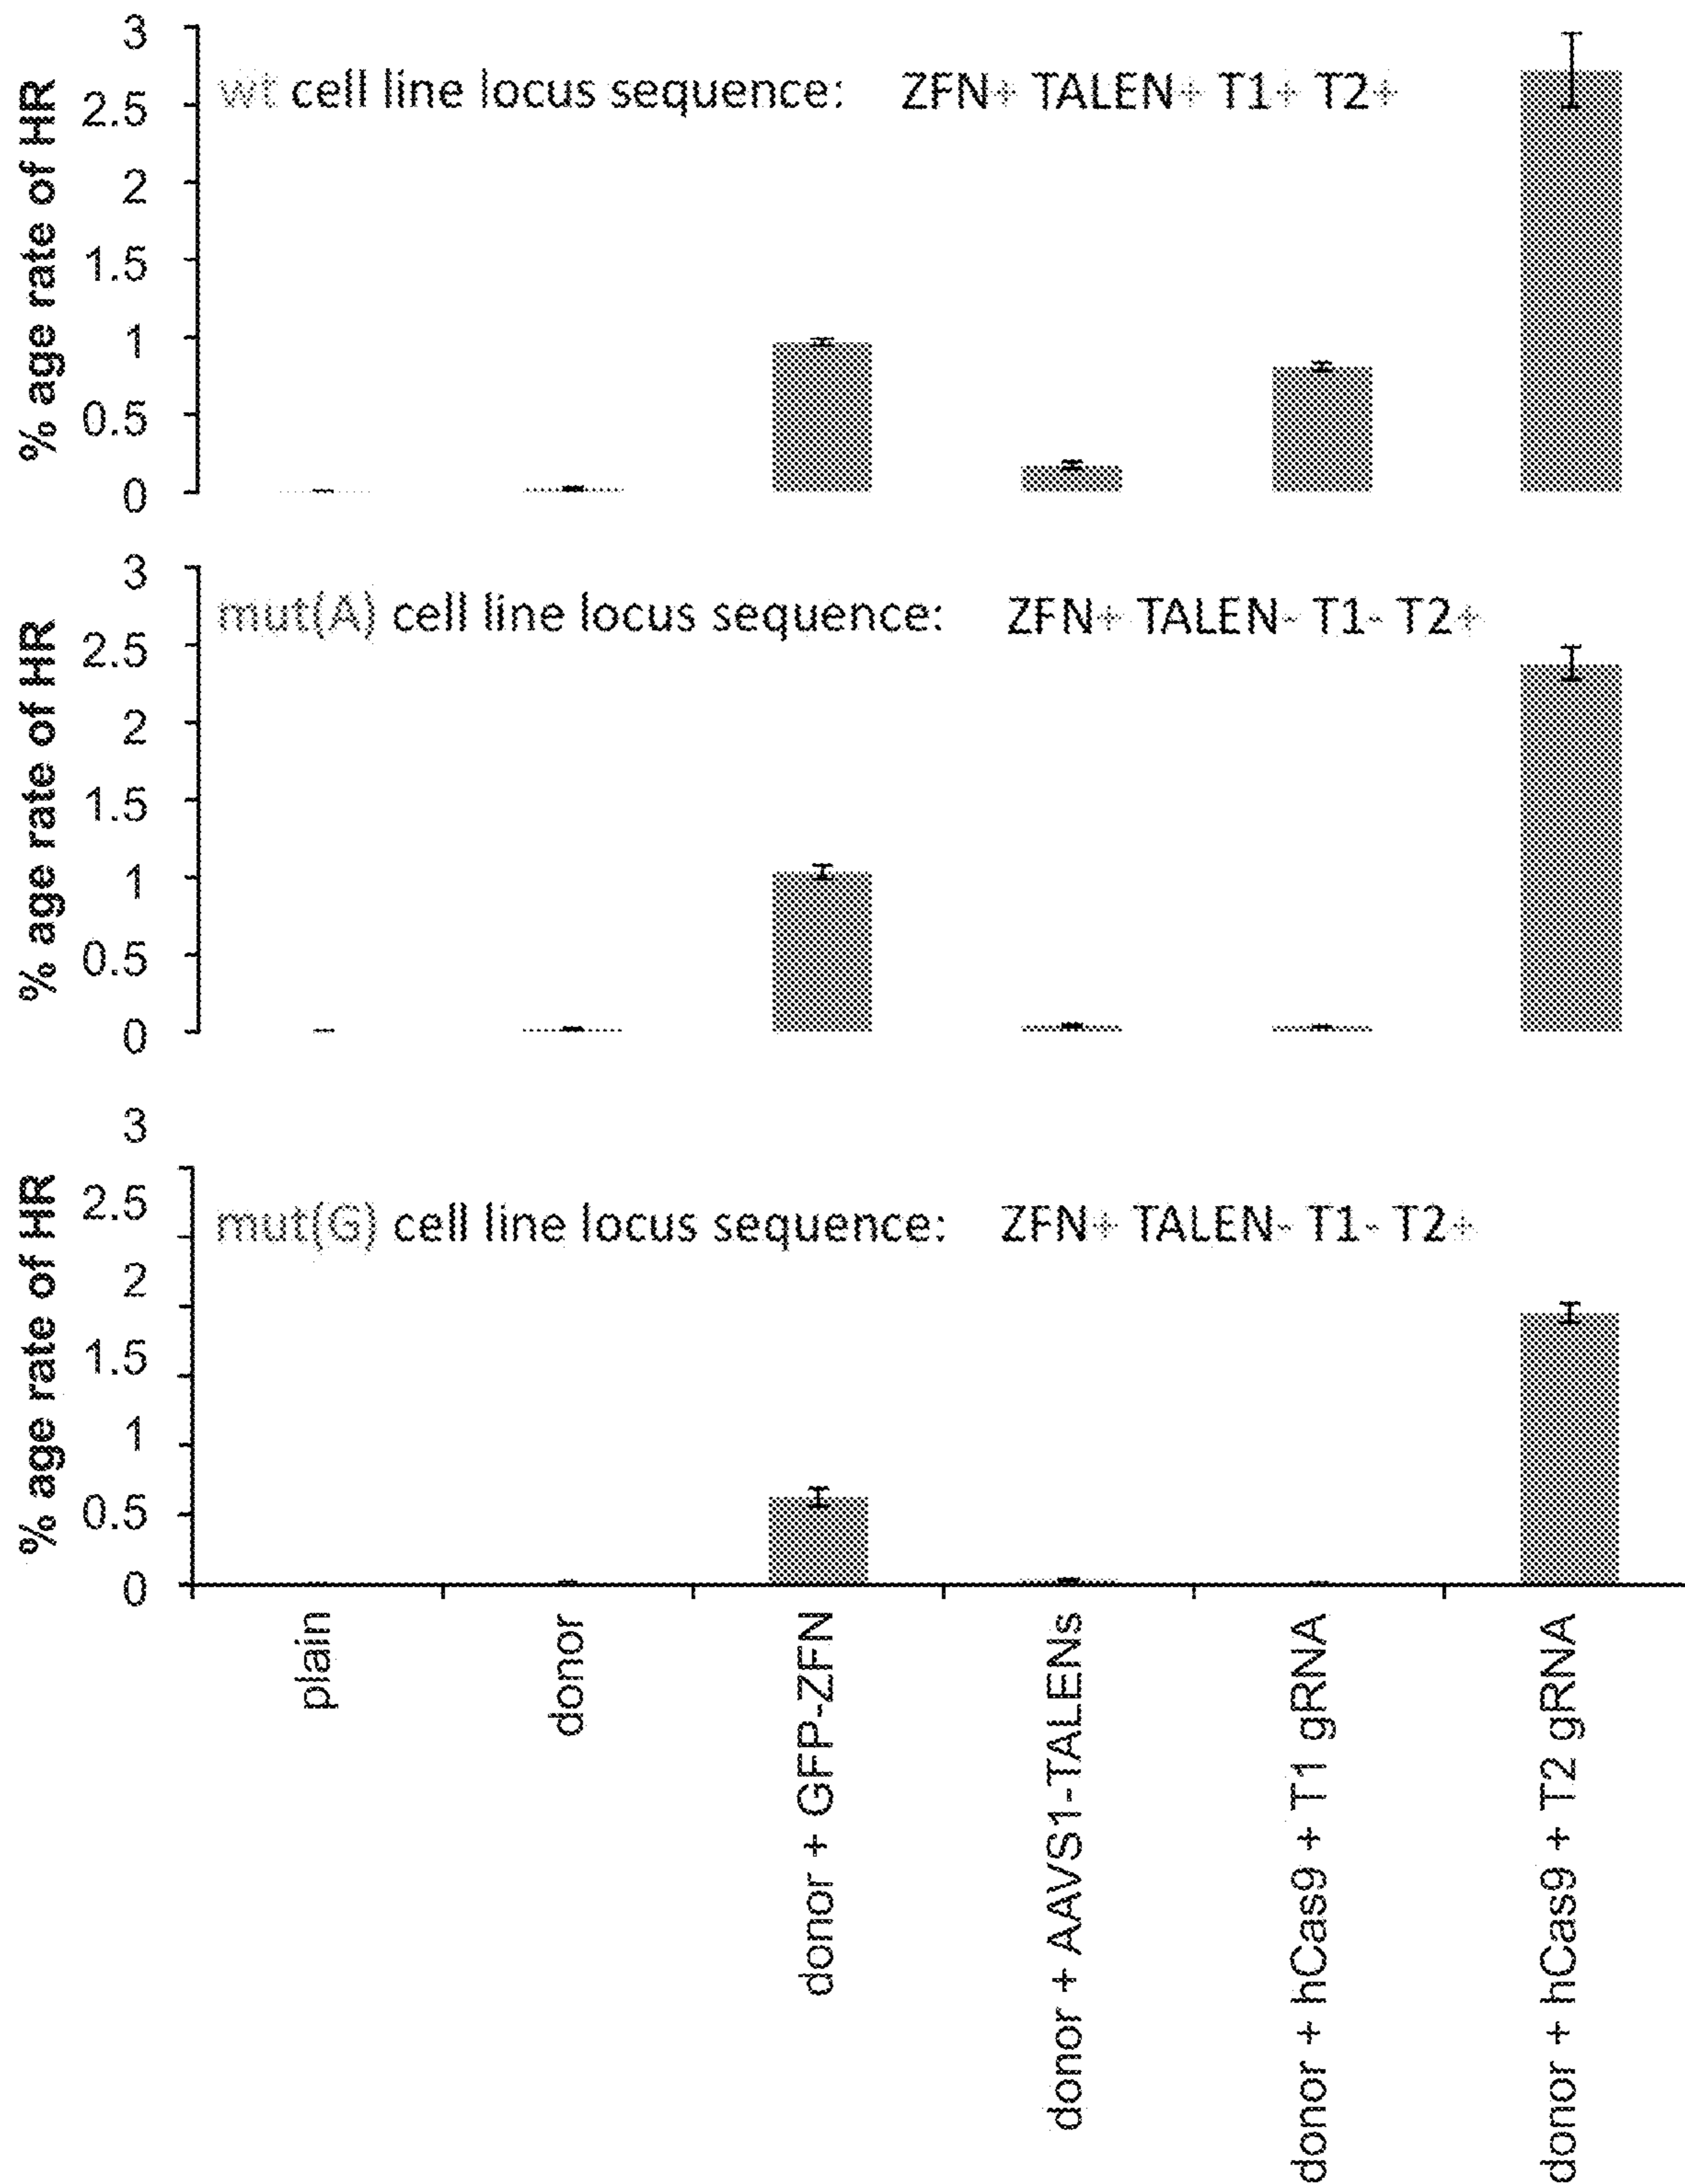 % age rate of HR
3
2.5
2
1.5
1
0.5
0
wt cell line locus sequence: ZFN+ TALEN+ T1+ T2+
% age rate of HR
3
2.5
2
1.5
1
0.5
0
mut(A) cell line locus sequence: ZFN+ TALEN- T1- T2+
% age rate of HR
3
2.5
2
1.5
1
0.5
0
mut(G) cell line locus sequence: ZFN+ TALEN- T1- T2+
plain
donor
donor + GFP-ZFN
donor + AAVS1-TALENs
donor + hCas9 + T1 gRNA
donor + hCas9 + T2 gRNA